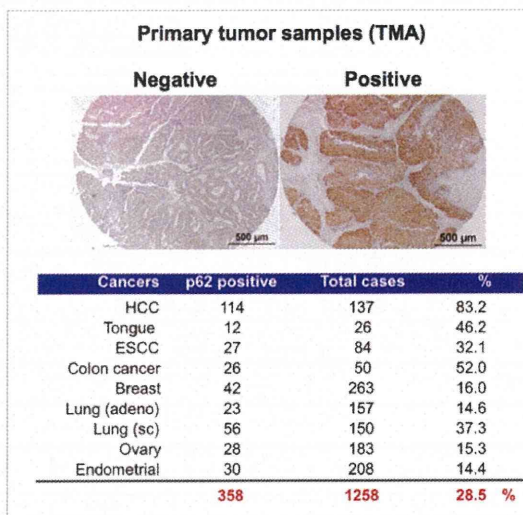 Primary tumor samples (TMA)
Negative Positive
500 µm 500 µm
Cancers p62 positive Total cases %
HCC 114 137 83.2
Tongue 12 26 46.2
ESCC 27 84 32.1
Colon cancer 26 50 52.0
Breast 42 263 16.0
Lung (adeno) 23 157 14.6
Lung (sc) 56 150 37.3
Ovary 28 183 15.3
Endometrial 30 208 14.4
358 1258 28.5 %